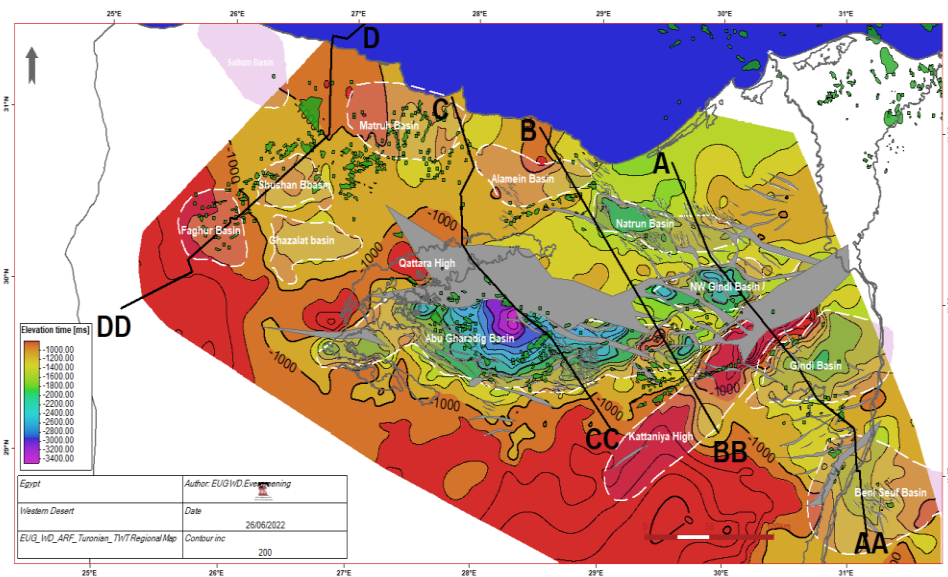 25°E 26°E 27°E 28°E 29°E 30°E 31°E
D
Sallum Basin
31°N
C
Matruh Basin
B
A
-1000
Alamein Basin
Shushan Bbasin
Faghur Basin
-1000
Natrun Basin
Ghazalat basin
-1000
Qattara High
30°N
NW Gindi Basin
DD
Elevation time [ms]
-1000.00
-1200.00
-1400.00
-1600.00
-1800.00
-2000.00
-2200.00
-2400.00
-2600.00
-2800.00
-3000.00
-3200.00
-3400.00
Abu Gharadig Basin
-1000
Gindi Basin
-1000
-1000
CC
Kattaniya High
BB
-1000
29°N
Beni Seuf Basin
AA
Egypt
Author: EUGWD.Eve
Western Desert
Date
26/06/2022
EUG_WD_ARF_Turonian_TWT Regional Map
Contour inc
200
25°E 26°E 27°E 28°E 29°E 30°E 31°E